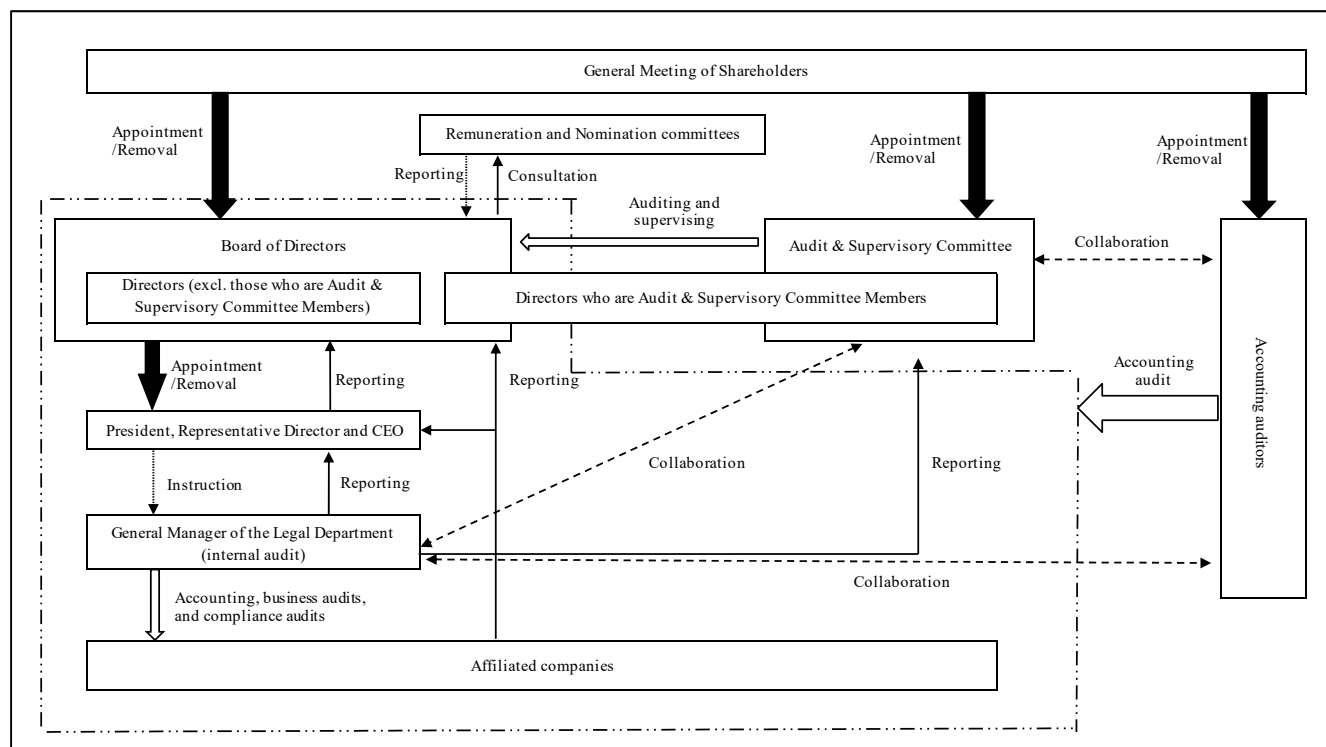 General Meeting of Shareholders
Appointment
/Removal
Remuneration and Nomination committees
Appointment
/Removal
Appointment
/Removal
Reporting
Consultation
Auditing and
supervising
Board of Directors
Audit & Supervisory Committee
Collaboration
Directors (excl. those who are Audit &
Supervisory Committee Members)
Directors who are Audit & Supervisory Committee Members
Appointment
/Removal
Reporting
Reporting
Accounting
audit
Accounting auditors
President, Representative Director and CEO
Collaboration
Reporting
Instruction
Reporting
General Manager of the Legal Department
(internal audit)
Collaboration
Accounting, business audits,
and compliance audits
Affiliated companies